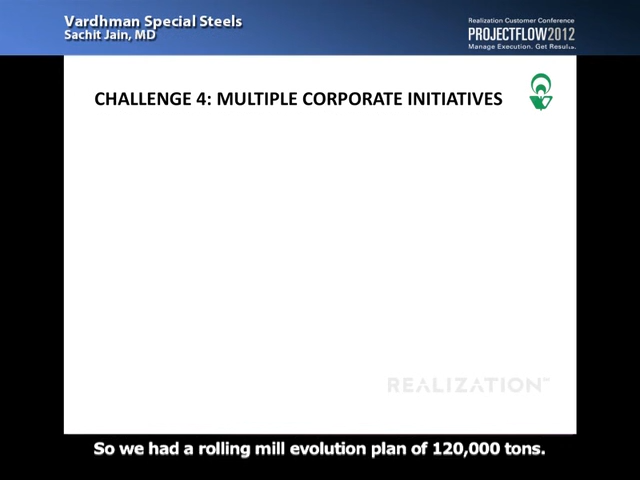 Vardhman Special Steels
Sachit Jain, MD
Realization Customer Conference
PROJECTFLOW2012
Manage Execution. Get Results.
CHALLENGE 4: MULTIPLE CORPORATE INITIATIVES
REALIZATION™
So we had a rolling mill evolution plan of 120,000 tons.